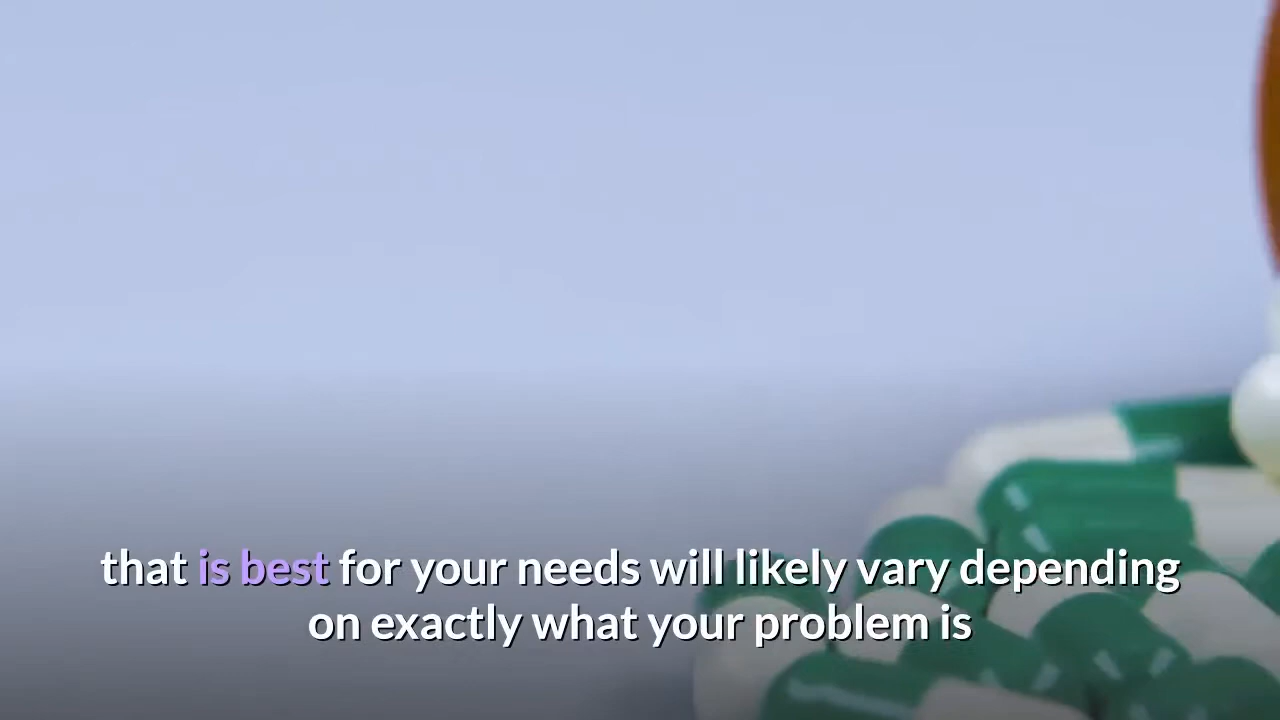 that is best for your needs will likely vary depending
on exactly what your problem is